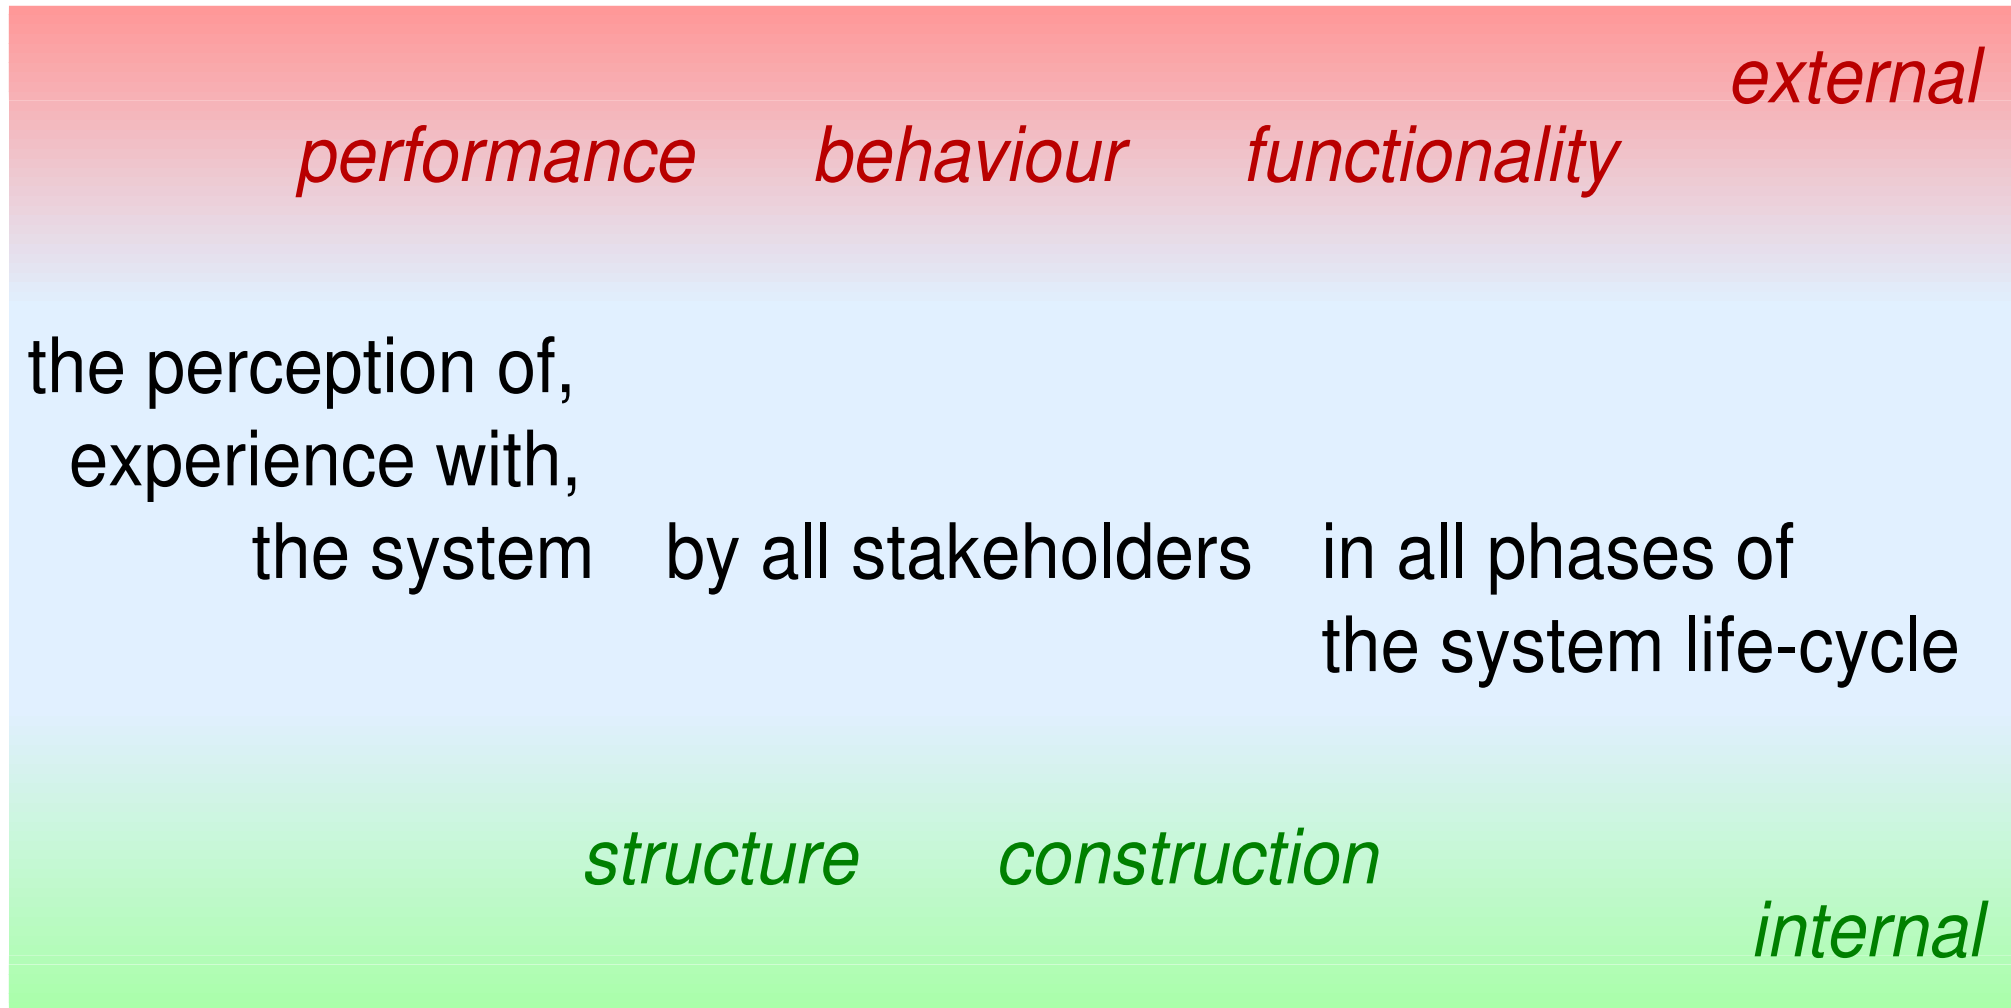 external
performance behaviour functionality
the perception of,
experience with,
the system by all stakeholders in all phases of
the system life-cycle
structure construction
internal